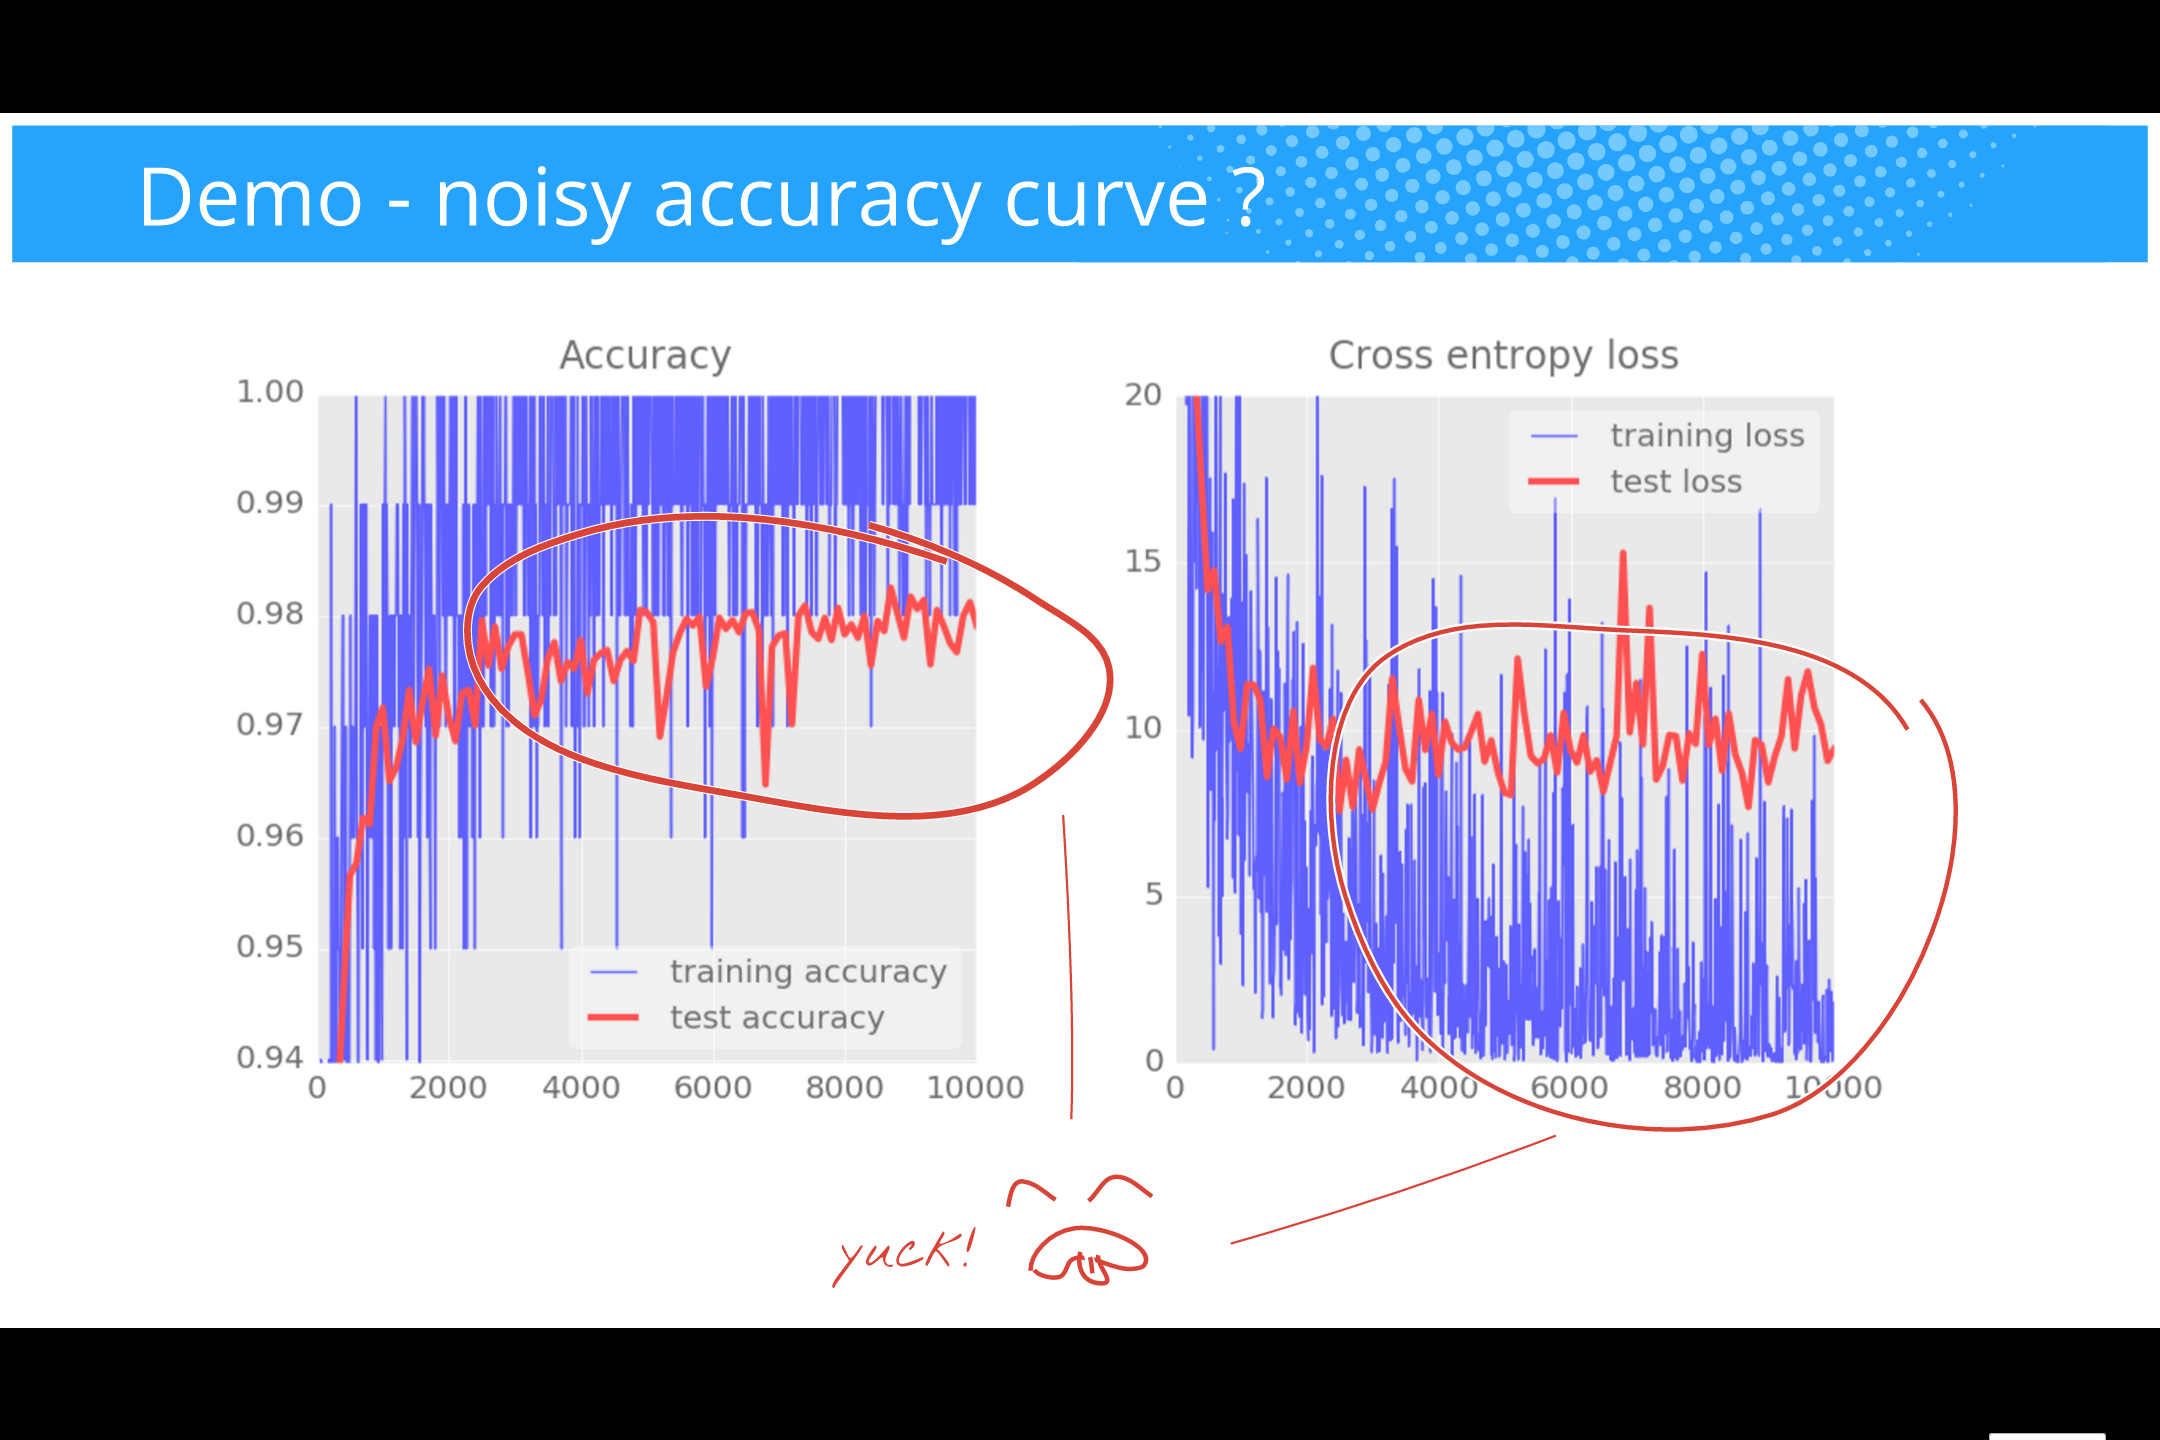 Demo - noisy accuracy curve ?
Accuracy
1.00
0.99
0.98
0.97
0.96
0.95
0.94
0 2000 4000 6000 8000 10000
training accuracy
test accuracy
Cross entropy loss
20
15
10
5
0
0 2000 4000 6000 8000 10000
training loss
test loss
yuck!